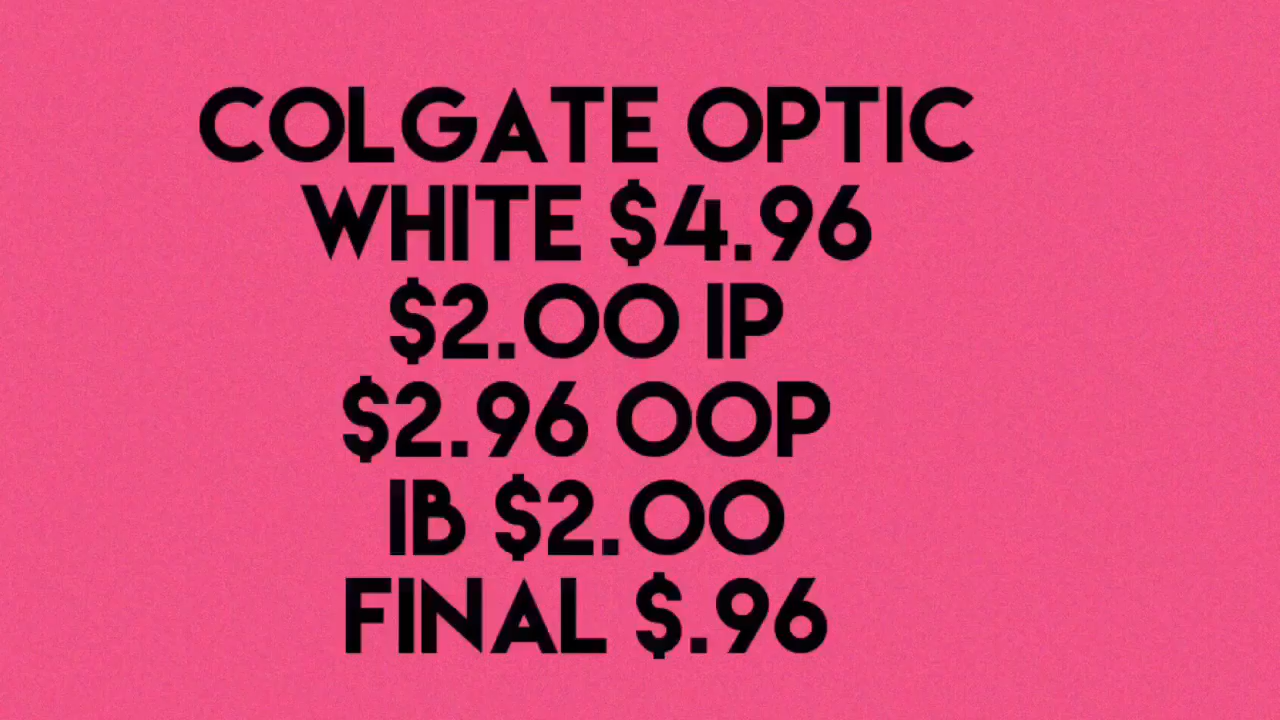 COLGATE OPTIC
WHITE $4.96
$2.00 IP
$2.96 OOP
IB $2.00
FINAL $.96